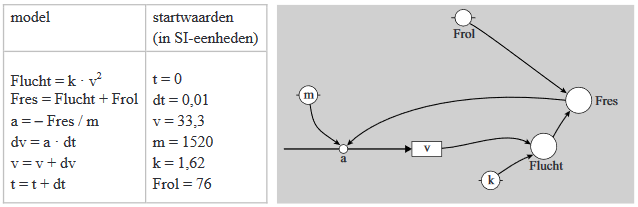 model startwaarden
(in SI-eenheden)
Flucht = k · v² t = 0
Fres = Flucht + Frol dt = 0,01
a = – Fres / m v = 33,3
dv = a · dt m = 1520
v = v + dv k = 1,62
t = t + dt Frol = 76
Frol
m
Fres
a
v
Flucht
k